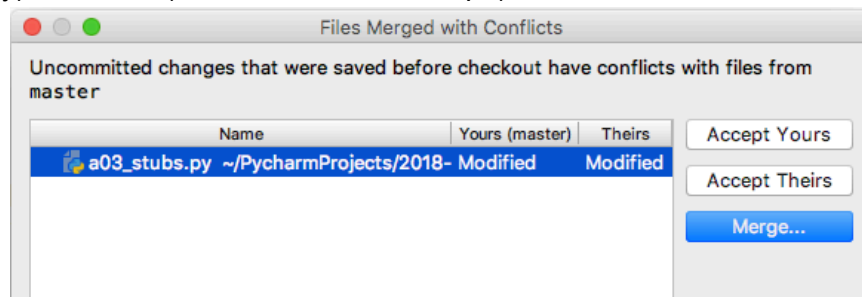 Files Merged with Conflicts
Uncommitted changes that were saved before checkout have conflicts with files from
master
Name Yours (master) Theirs
a03_stubs.py ~/PycharmProjects/2018- Modified Modified
Accept Yours
Accept Theirs
Merge...